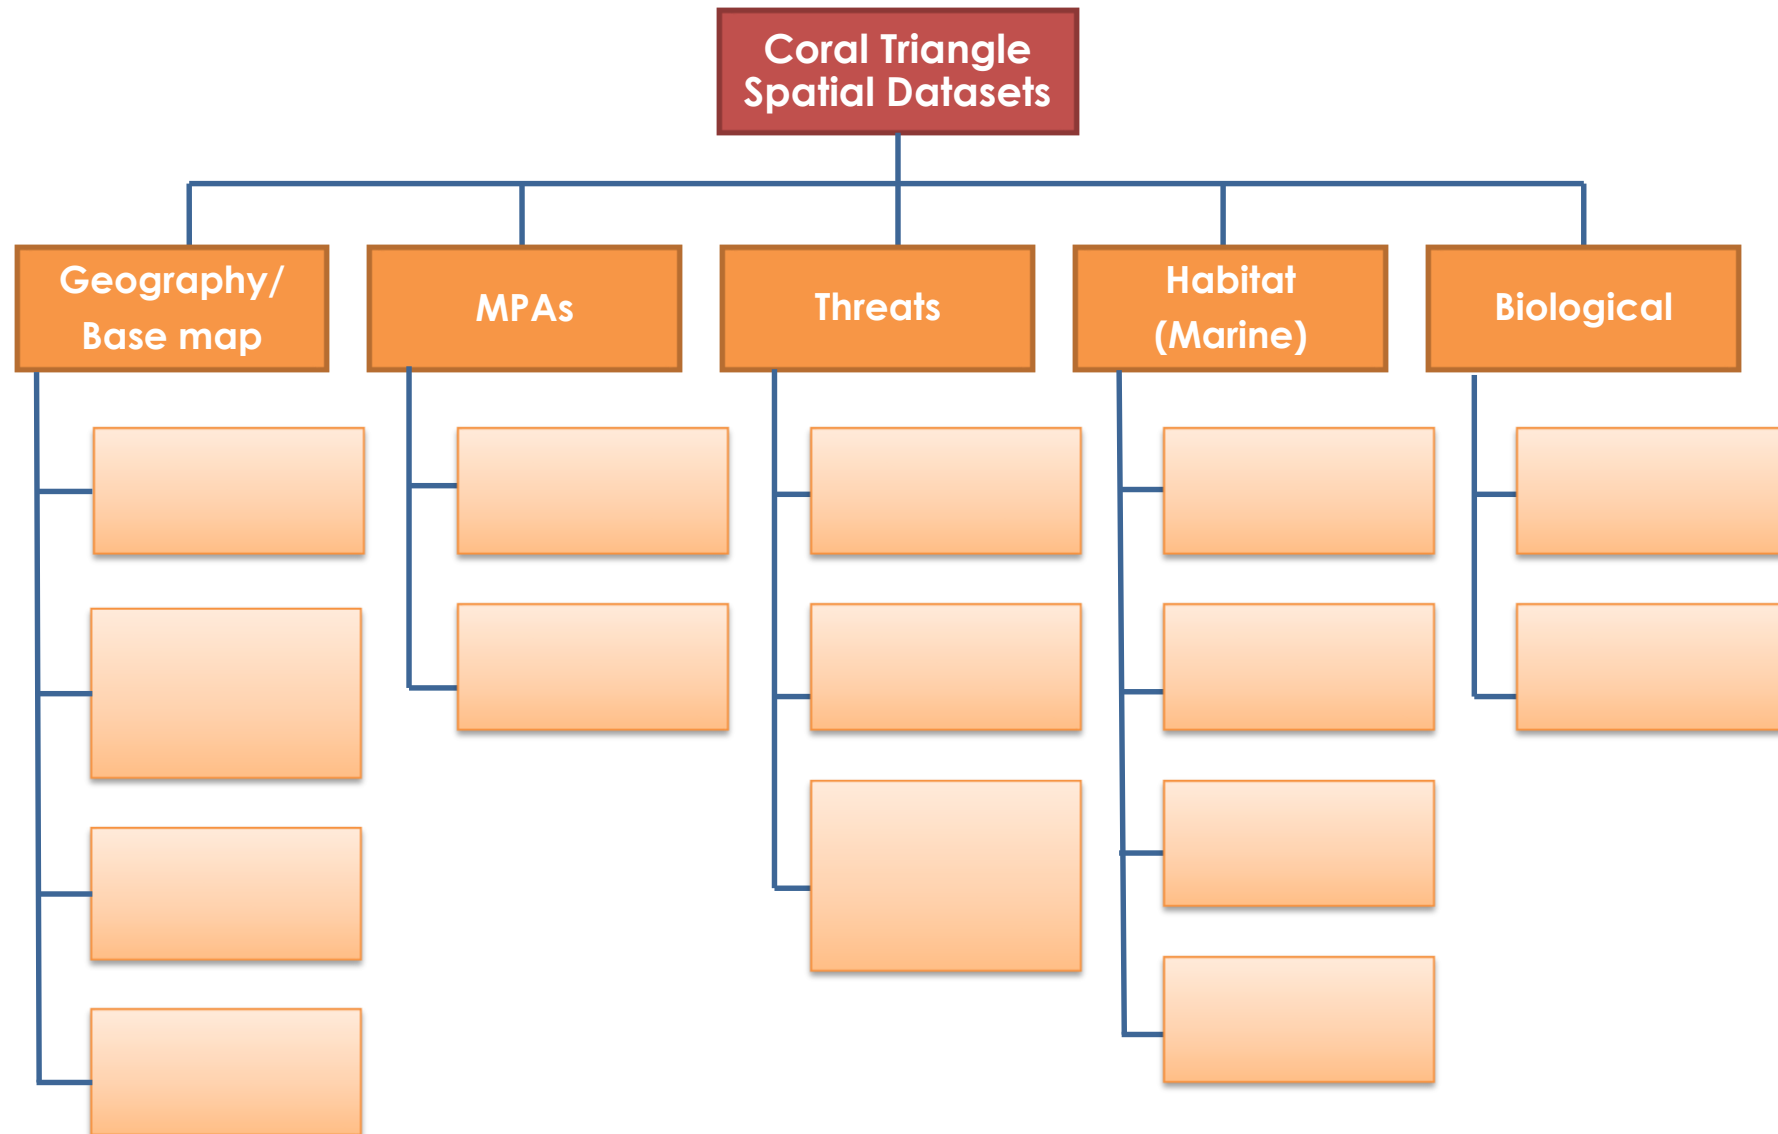 Coral Triangle
Spatial Datasets
Geography/
Base map
MPAs
Threats
Habitat
(Marine)
Biological